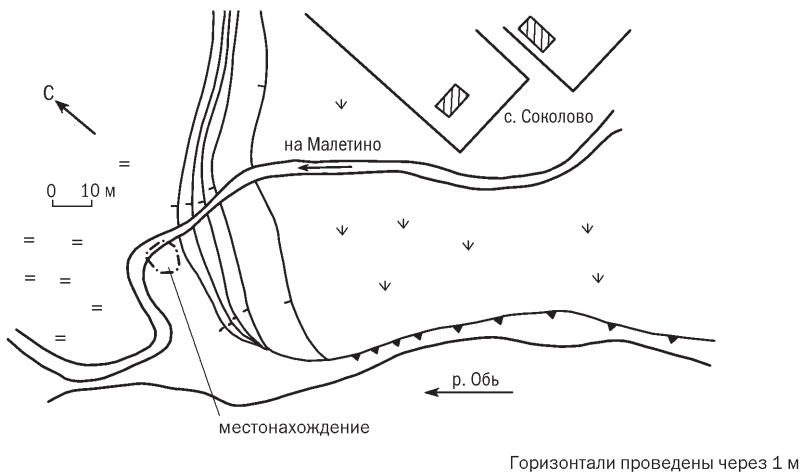 С
с. Соколово
на Малетино
0 10 м
р. Обь
местонахождение
Горизонтали проведены через 1 м